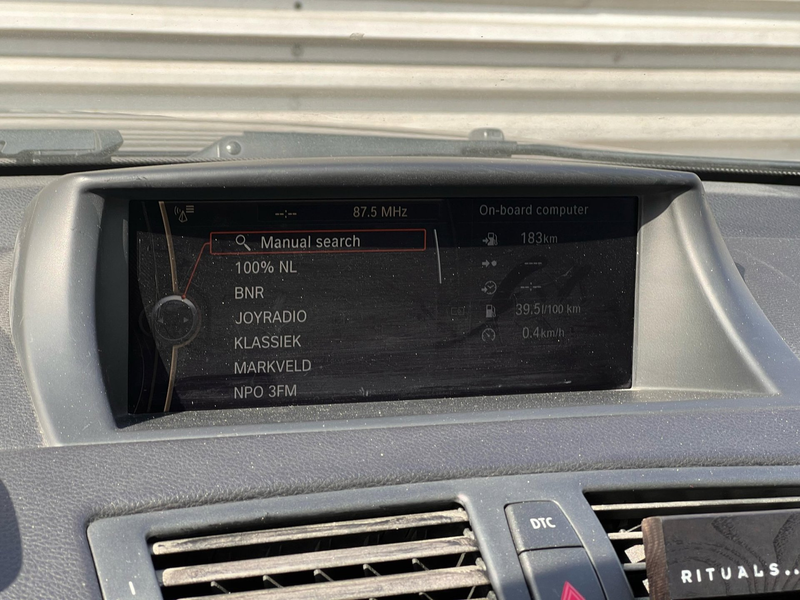 --:-- 87.5 MHz
Manual search
100% NL
BNR
JOYRADIO
KLASSIEK
MARKVELD
NPO 3FM
On-board computer
183km
----
--:--
39.5l/100 km
0.4km/h
DTC
RITUALS..